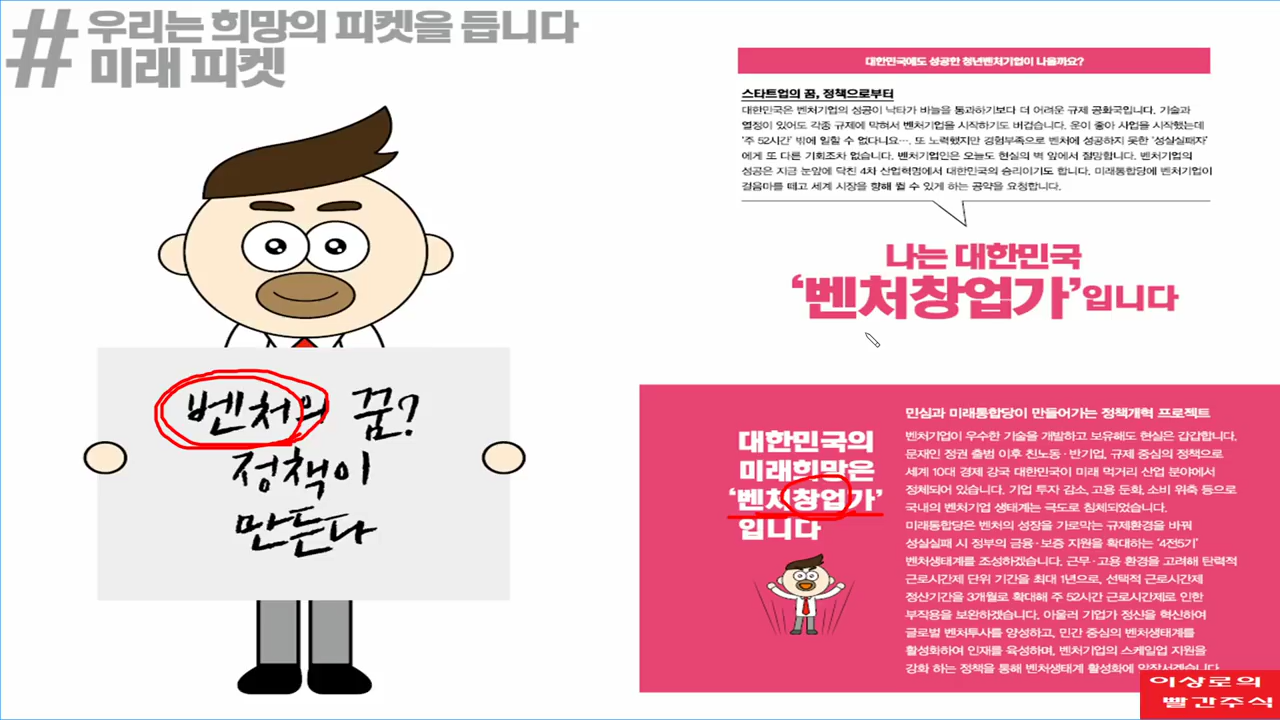 # 우리는 희망의 피켓을 듭니다
미래 피켓
벤처의 꿈?
정책이
만든다
대한민국에도 성공한 청년벤처기업이 나올까요?
스타트업의 꿈, 정책으로부터
대한민국은 벤처기업의 성공이 낙타가 바늘을 통과하기보다 더 어려운 규제 공화국입니다. 기술과
열정이 있어도 각종 규제에 막혀서 벤처기업을 시작하기도 버겁습니다. 운이 좋아 사업을 시작했는데
'주 52시간' 밖에 일할 수 없다니요…. 또 노력했지만 경험부족으로 벤처에 성공하지 못한 '성실실패자'
에게 또 다른 기회조차 없습니다. 벤처기업인은 오늘도 현실의 벽 앞에서 절망합니다. 벤처기업의
성공은 지금 눈앞에 닥친 4차 산업혁명에서 대한민국의 승리이기도 합니다. 미래통합당에 벤처기업이
걸음마를 떼고 세계 시장을 향해 뛸 수 있게 하는 공약을 요청합니다.
나는 대한민국
'벤처창업가'입니다
대한민국의
미래희망은
'벤처창업가'
입니다
민심과 미래통합당이 만들어가는 정책개혁 프로젝트
벤처기업이 우수한 기술을 개발하고 보유해도 현실은 갑갑합니다.
문재인 정권 출범 이후 친노동·반기업, 규제 중심의 정책으로
세계 10대 경제 강국 대한민국이 미래 먹거리 산업 분야에서
정체되어 있습니다. 기업 투자 감소, 고용 둔화, 소비 위축 등으로
국내의 벤처기업 생태계는 극도로 침체되었습니다.
미래통합당은 벤처의 성장을 가로막는 규제환경을 바꿔
성실실패 시 정부의 금융·보증 지원을 확대하는 '4전5기'
벤처생태계를 조성하겠습니다. 근무·고용 환경을 고려해 탄력적
근로시간제 단위 기간을 최대 1년으로, 선택적 근로시간제
정산기간을 3개월로 확대해 주 52시간 근로시간제로 인한
부작용을 보완하겠습니다. 아울러 기업가 정신을 혁신하여
글로벌 벤처투사를 양성하고, 민간 중심의 벤처생태계를
활성화하여 인재를 육성하며, 벤처기업의 스케일업 지원을
강화 하는 정책을 통해 벤처생태계 활성화에 앞장서겠습니다.
이상로의
빨간주식